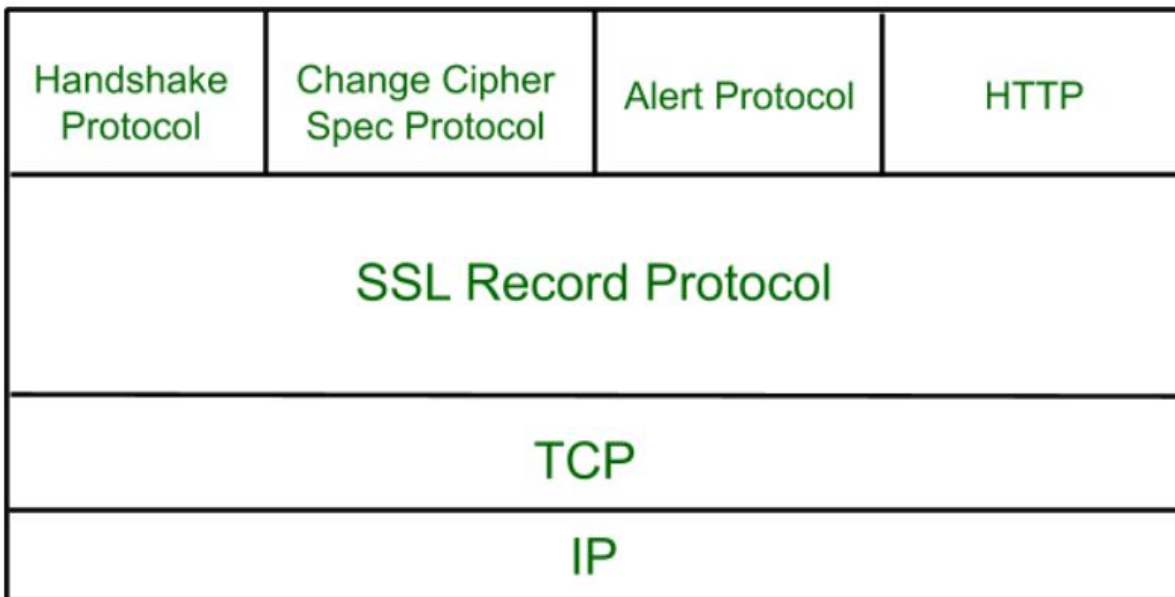 Handshake
Protocol
Change Cipher
Spec Protocol
Alert Protocol
HTTP
SSL Record Protocol
TCP
IP